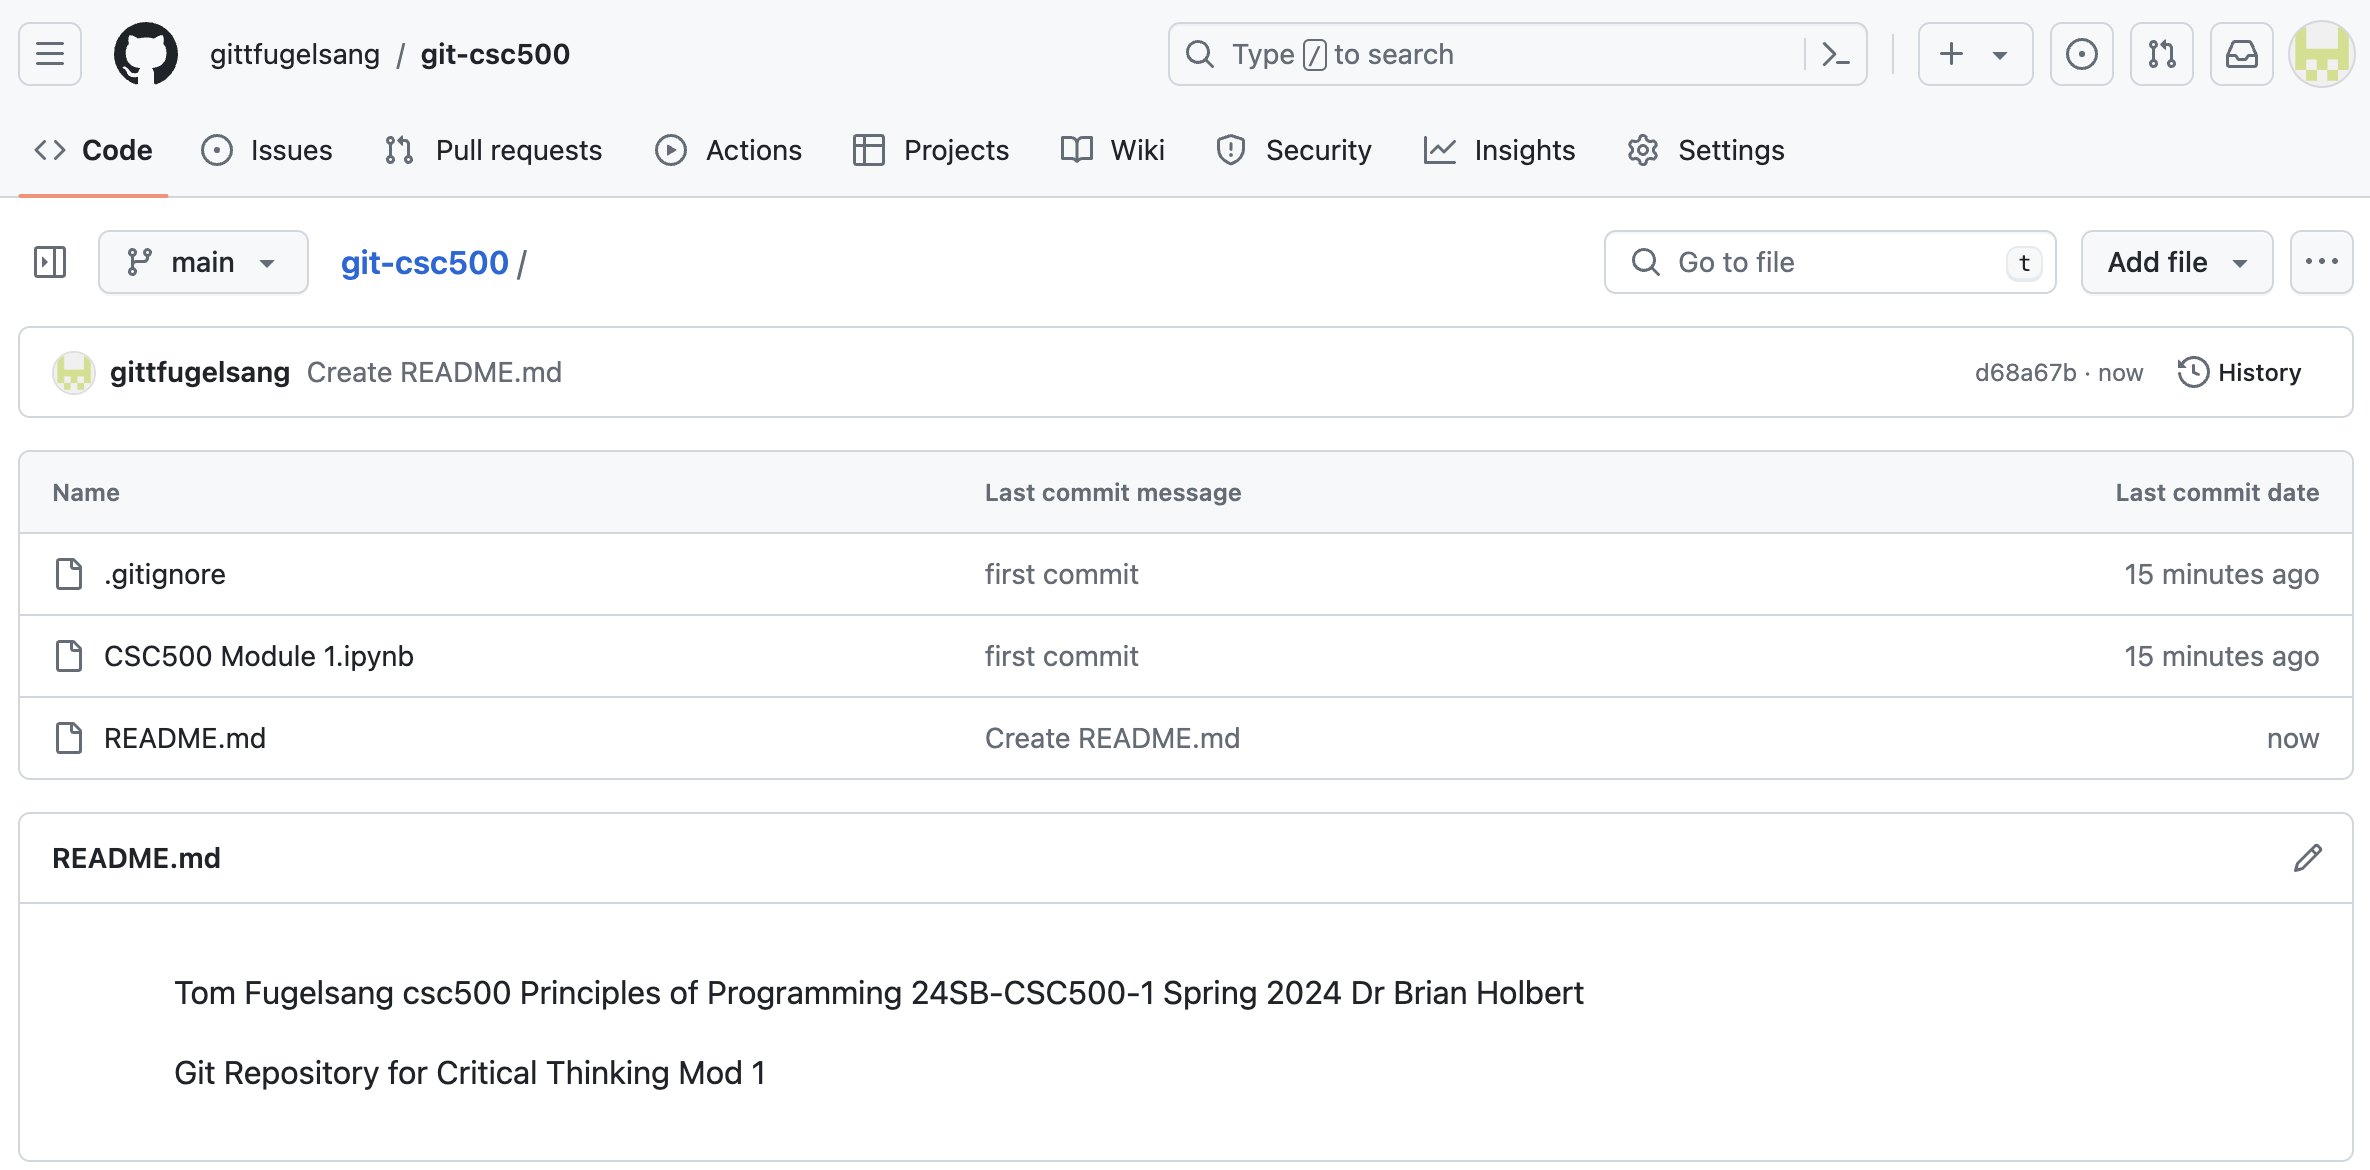 gittfugelsang / git-csc500
Type / to search
Code Issues Pull requests Actions Projects Wiki Security Insights Settings
main git-csc500 / Go to file t Add file
gittfugelsang Create README.md d68a67b · now History
Name Last commit message Last commit date
.gitignore first commit 15 minutes ago
CSC500 Module 1.ipynb first commit 15 minutes ago
README.md Create README.md now
README.md
Tom Fugelsang csc500 Principles of Programming 24SB-CSC500-1 Spring 2024 Dr Brian Holbert
Git Repository for Critical Thinking Mod 1